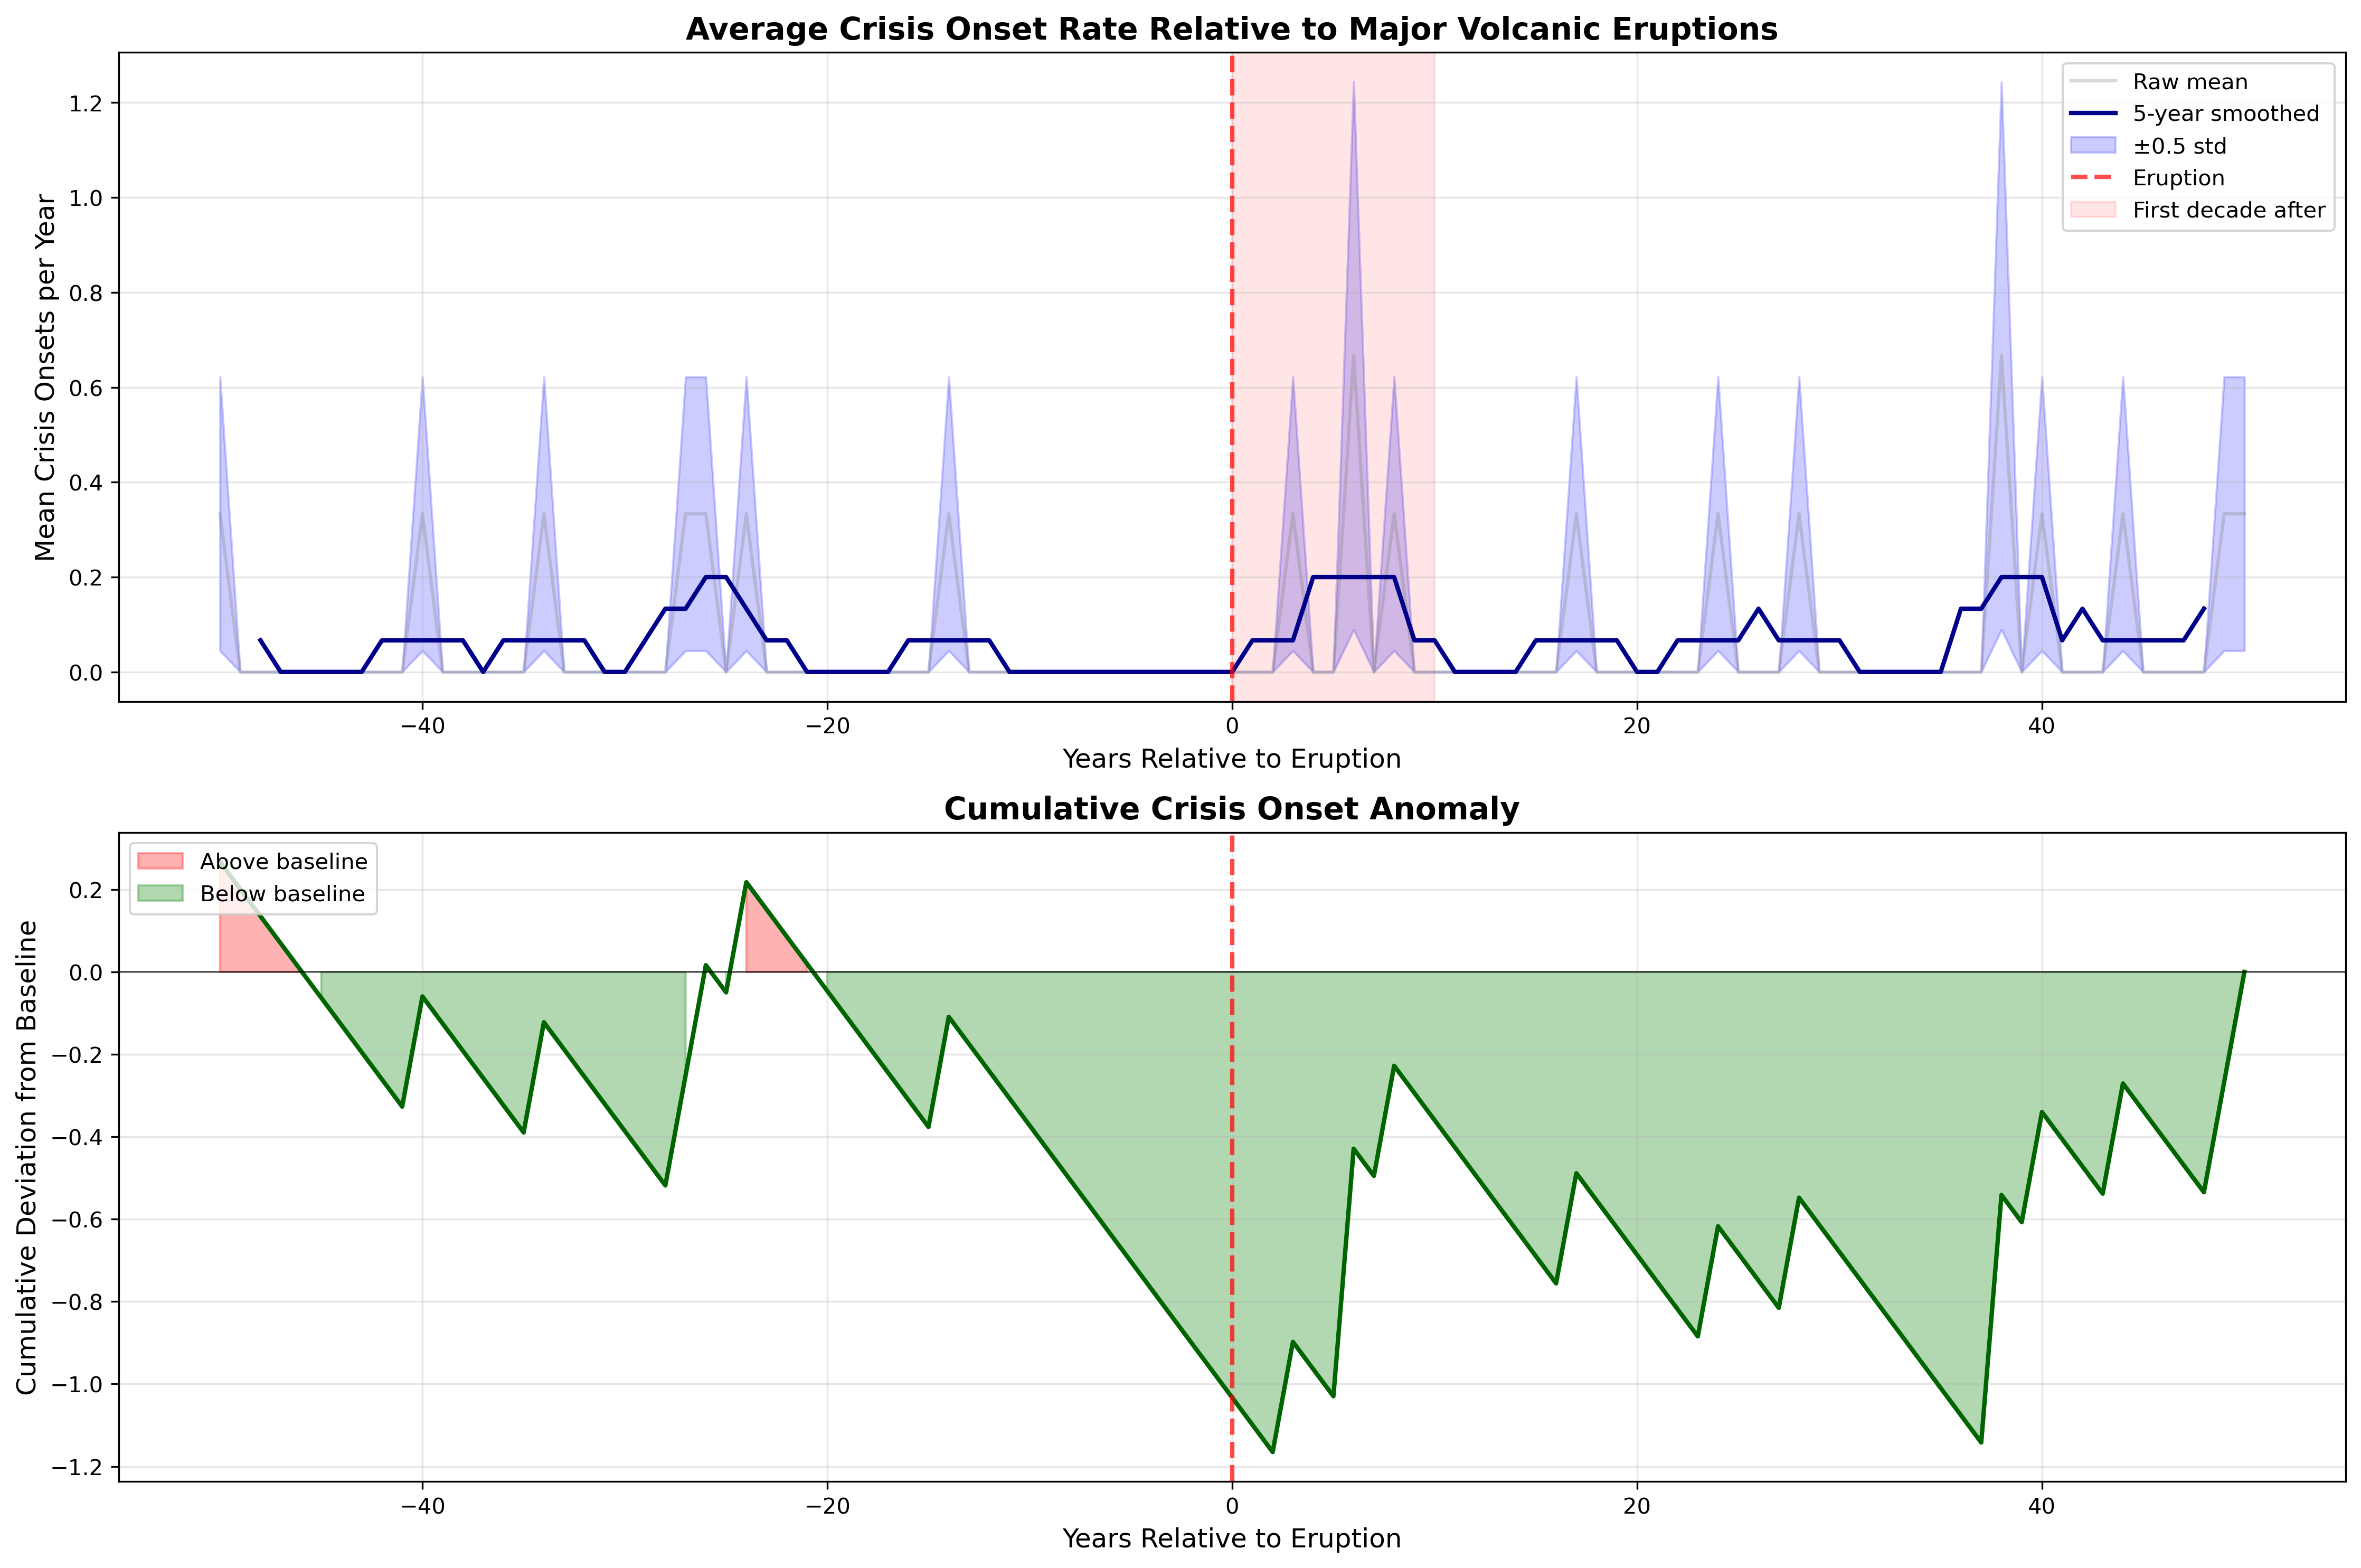 Average Crisis Onset Rate Relative to Major Volcanic Eruptions
Mean Crisis Onsets per Year
1.2
1.0
0.8
0.6
0.4
0.2
0.0
Raw mean
5-year smoothed
±0.5 std
Eruption
First decade after
−40
−20
0
20
40
Years Relative to Eruption
Cumulative Crisis Onset Anomaly
Cumulative Deviation from Baseline
0.2
0.0
−0.2
−0.4
−0.6
−0.8
−1.0
−1.2
Above baseline
Below baseline
−40
−20
0
20
40
Years Relative to Eruption